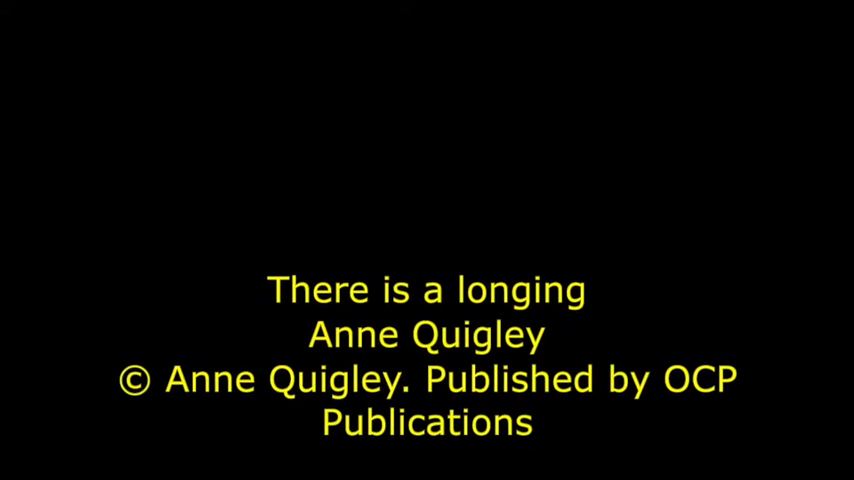 There is a longing
Anne Quigley
© Anne Quigley. Published by OCP
Publications